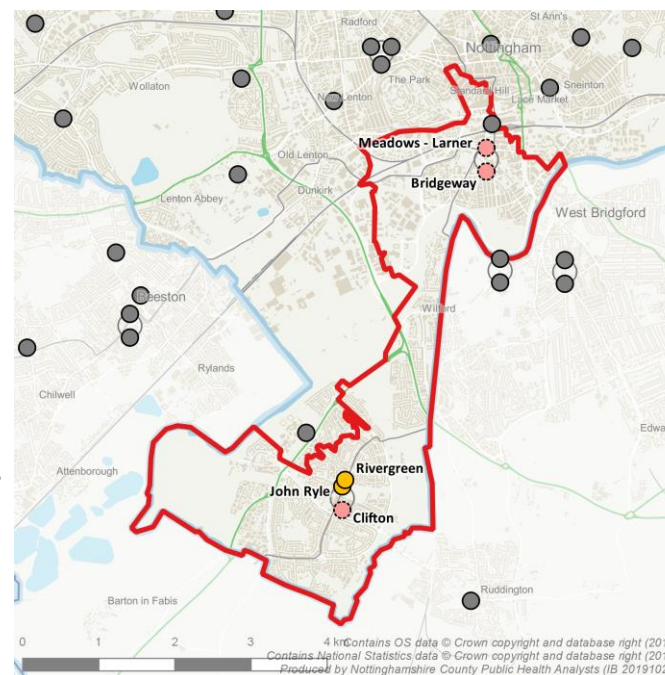 St Ann's
Radford
Nottingham
Wollaton
The Park
Sneinton
Standard Hill
New Lenton
Lace Market
Meadows - Larner
Old Lenton
Dunkirk
Bridgeway
Lenton Abbey
West Bridgford
Beeston
Wilford
Rylands
Chilwell
Edwa
Attenborough
Rivergreen
John Ryle
Clifton
Barton in Fabis
Ruddington
0 1 2 3 4 km
Contains OS data © Crown copyright and database right (201
Contains National Statistics data © Crown copyright and database right (201
Produced by Nottinghamshire County Public Health Analysts (IB 2019102